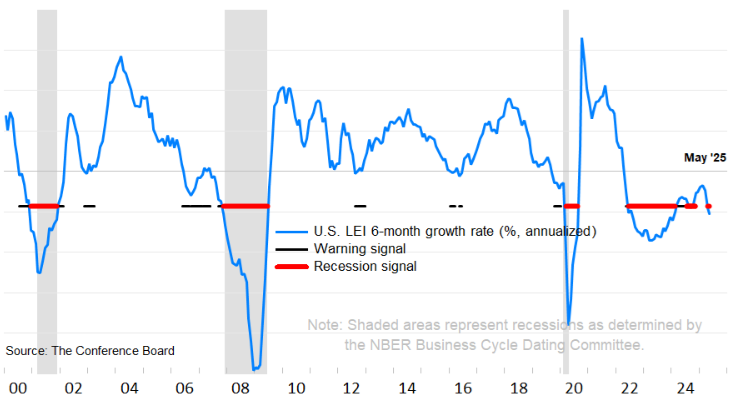 May '25
U.S. LEI 6-month growth rate (%, annualized)
Warning signal
Recession signal
Note: Shaded areas represent recessions as determined by
the NBER Business Cycle Dating Committee.
Source: The Conference Board
00 02 04 06 08 10 12 14 16 18 20 22 24